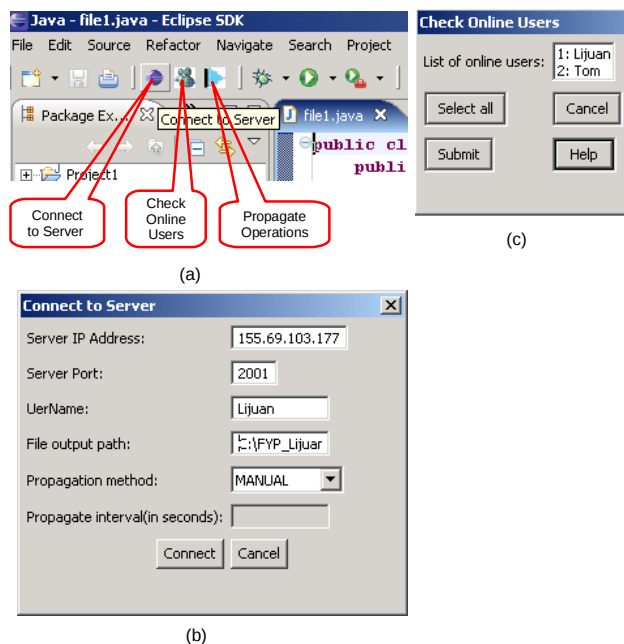 Java - file1.java - Eclipse SDK
File Edit Source Refactor Navigate Search Project
Package Ex...
Connect to Server
file1.java
public cl
publi
Project1
Connect
to Server
Check
Online
Users
Propagate
Operations
(a)
Check Online Users
List of online users:
1: Lijuan
2: Tom
Select all
Cancel
Submit
Help
(c)
Connect to Server
Server IP Address:
155.69.103.177
Server Port:
2001
UerName:
Lijuan
File output path:
C:\FYP_Lijuar
Propagation method:
MANUAL
Propagate interval(in seconds):
Connect
Cancel
(b)